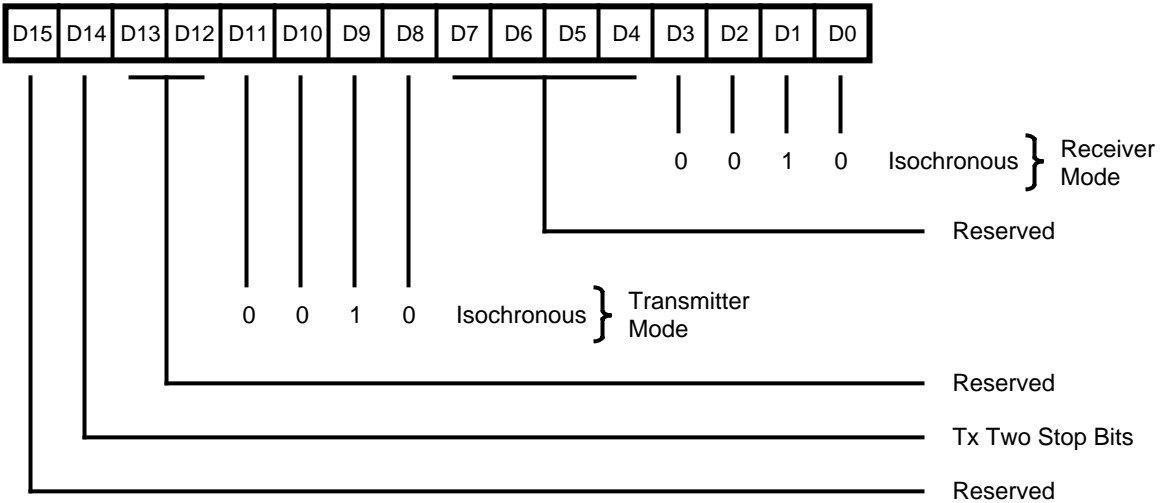 D15 D14 D13 D12 D11 D10 D9 D8 D7 D6 D5 D4 D3 D2 D1 D0
0 0 1 0 Isochronous } Receiver
Mode
Reserved
0 0 1 0 Isochronous } Transmitter
Mode
Reserved
Tx Two Stop Bits
Reserved